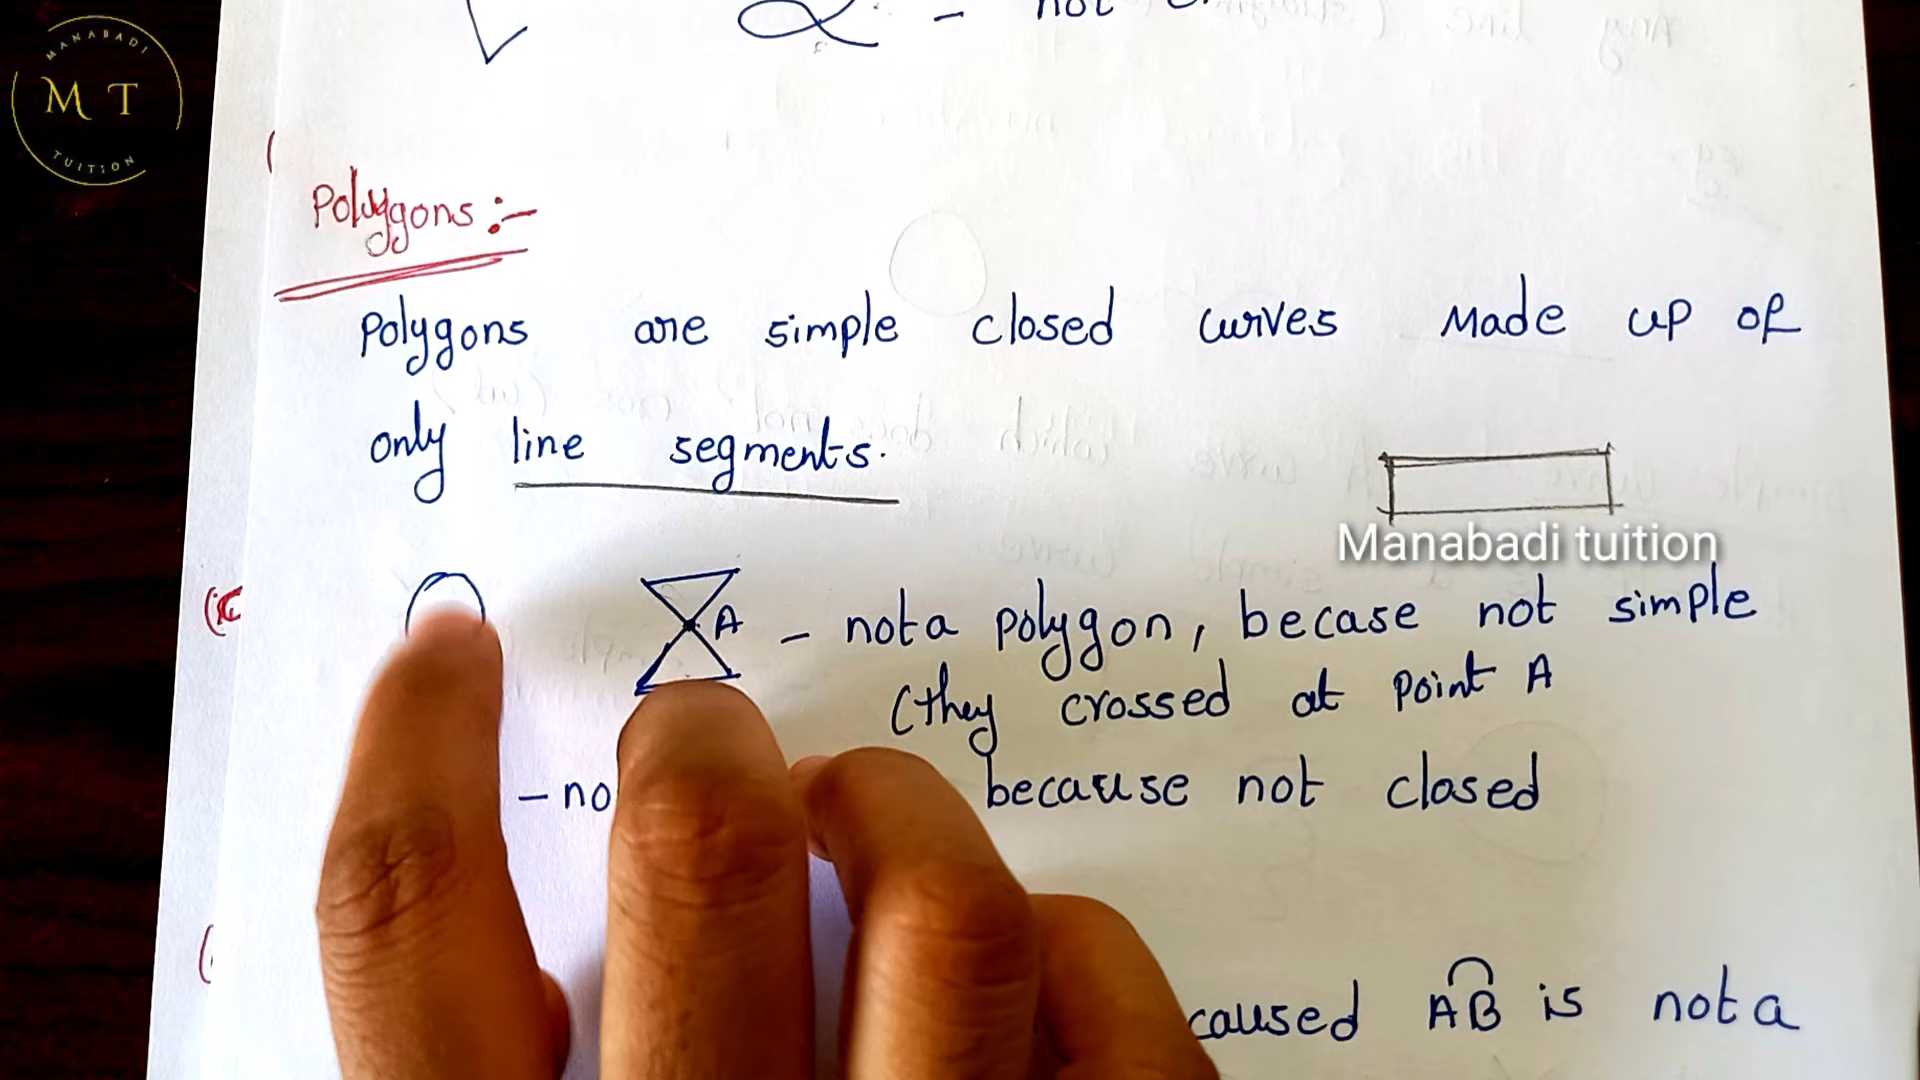 MANABADI
M T
TUITION
not
Polygons :-
Polygons are simple closed curves Made up of
only line segments.
Manabadi tuition
A - not a polygon, becase not simple
(they crossed at point A
- no because not closed
caused AB is not a